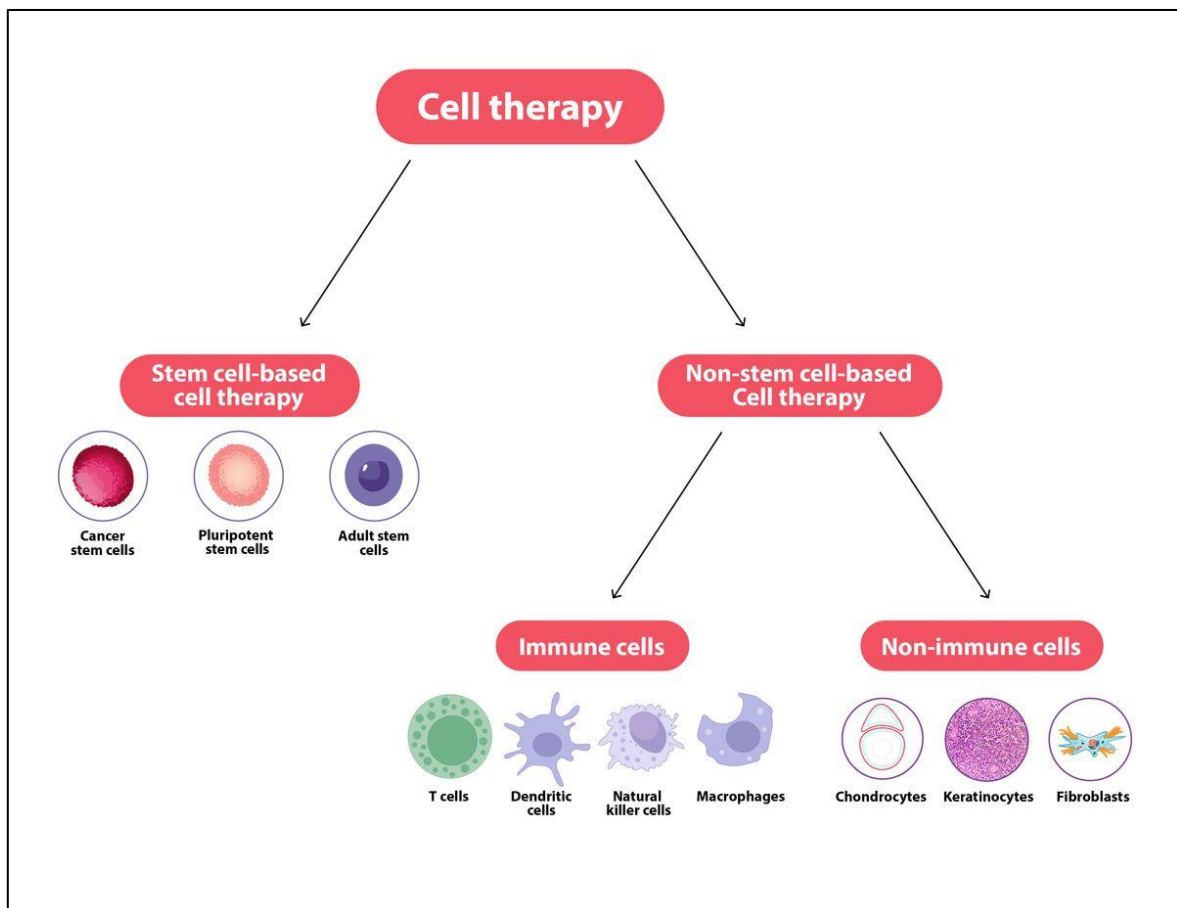 Cell therapy
Stem cell-based
cell therapy
Non-stem cell-based
Cell therapy
Cancer
stem cells
Pluripotent
stem cells
Adult stem
cells
Immune cells
Non-immune cells
T cells
Dendritic
cells
Natural
killer cells
Macrophages
Chondrocytes
Keratinocytes
Fibroblasts